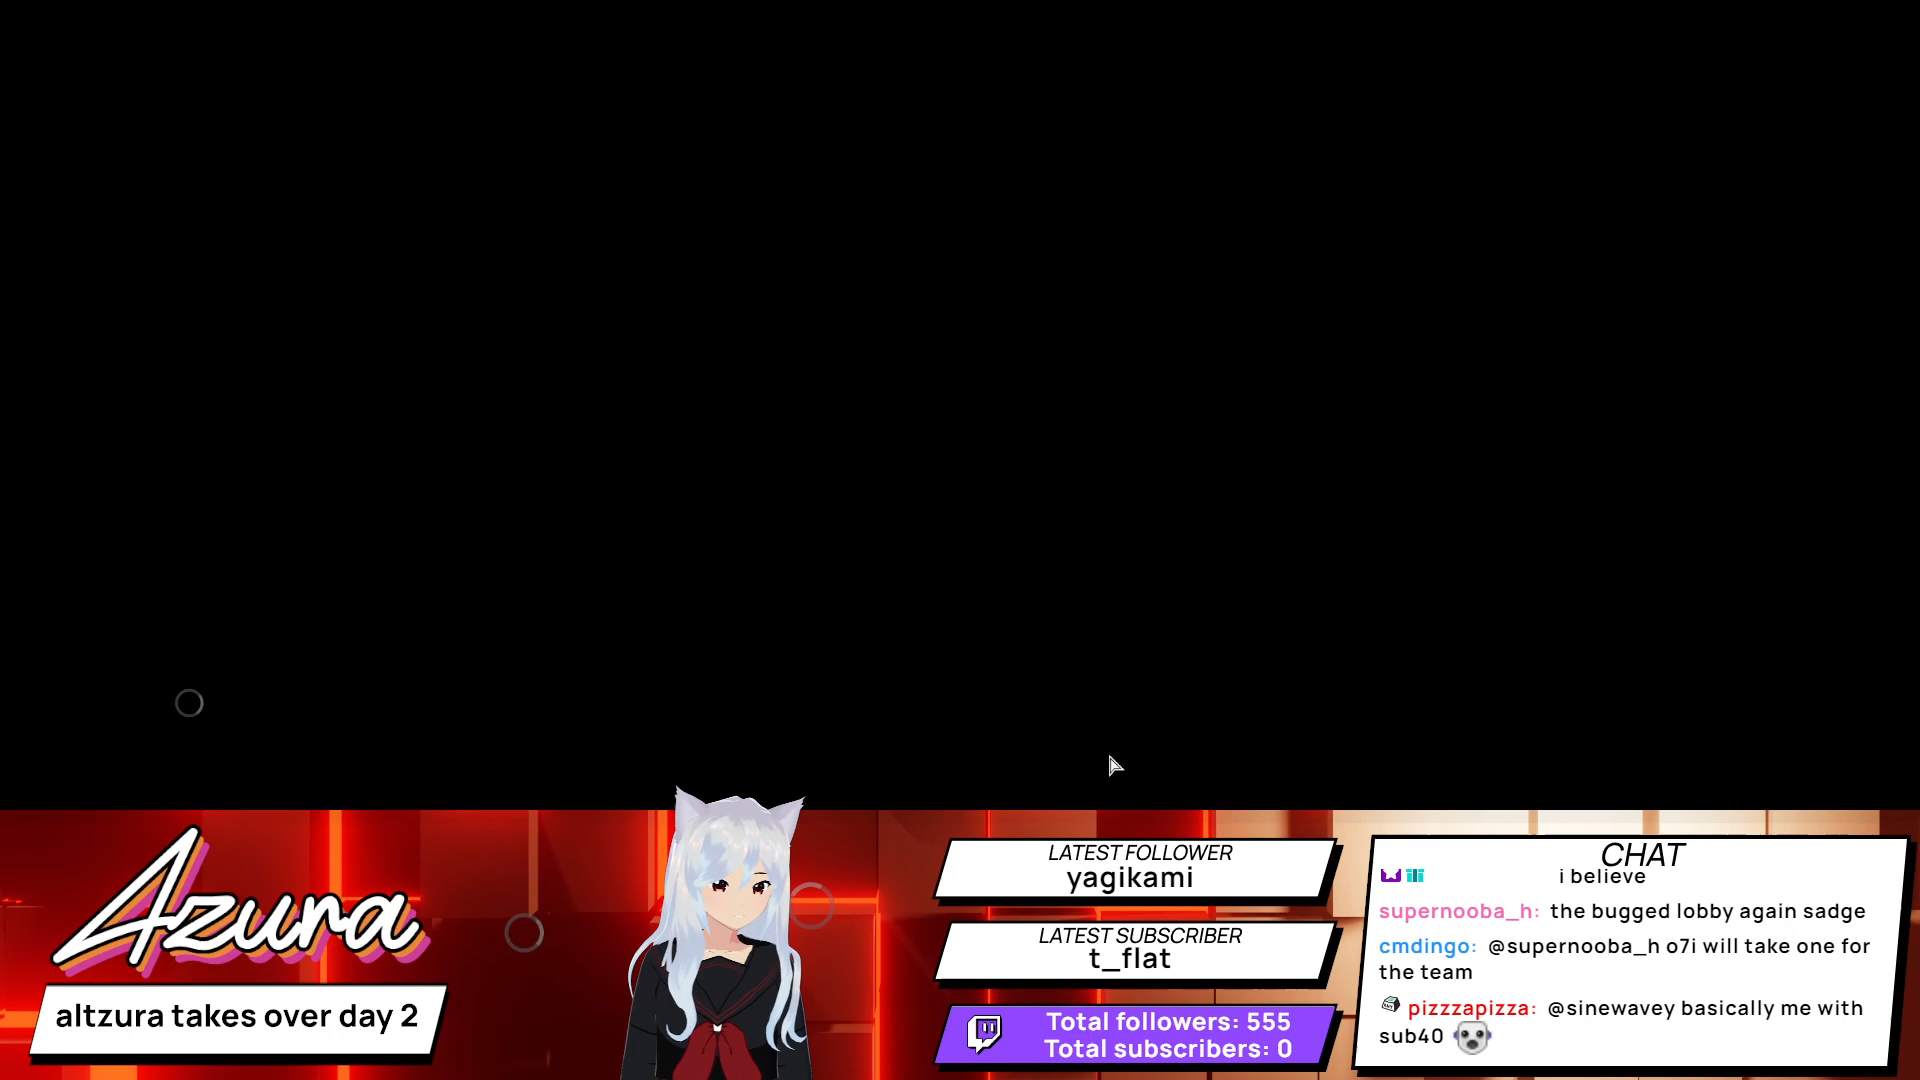 Azura
altzura takes over day 2
LATEST FOLLOWER
yagikami
LATEST SUBSCRIBER
t_flat
Total followers: 555
Total subscribers: 0
CHAT
i believe
supernooba_h: the bugged lobby again sadge
cmdingo: @supernooba_h o7i will take one for
the team
pizzzapizza: @sinewavey basically me with
sub40